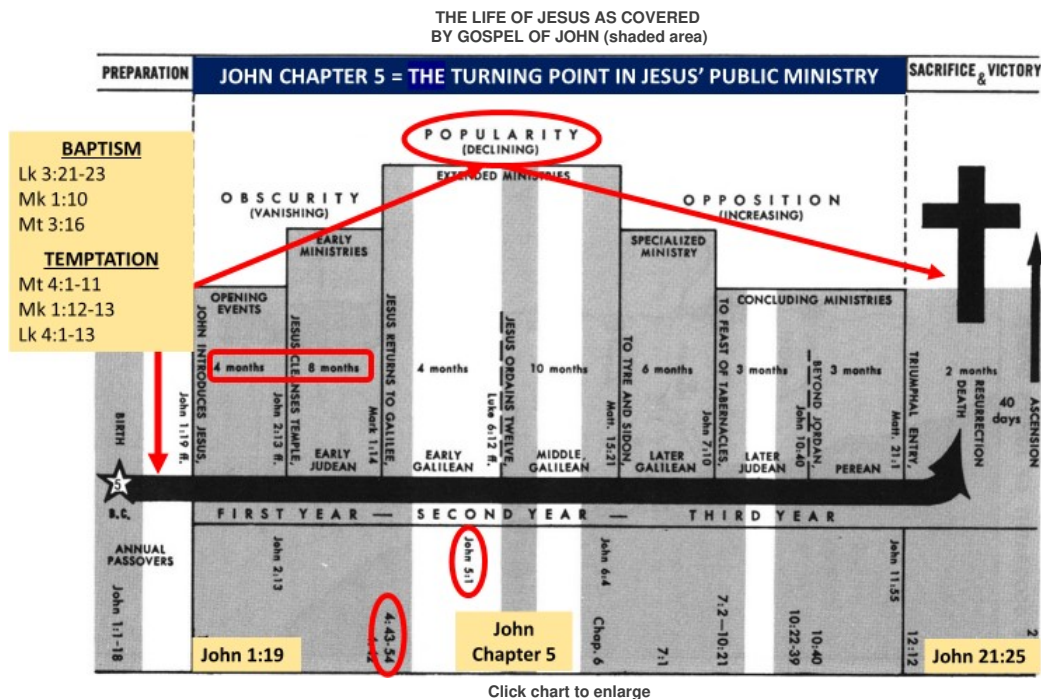 THE LIFE OF JESUS AS COVERED
BY GOSPEL OF JOHN (shaded area)
PREPARATION
JOHN CHAPTER 5 = THE TURNING POINT IN JESUS' PUBLIC MINISTRY
SACRIFICE & VICTORY
BAPTISM
Lk 3:21-23
Mk 1:10
Mt 3:16
TEMPTATION
Mt 4:1-11
Mk 1:12-13
Lk 4:1-13
OBSCURITY
(VANISHING)
POPULARITY
(DECLINING)
OPPOSITION
(INCREASING)
OPENING
EVENTS
EARLY
MINISTRIES
EXTENDED MINISTRIES
SPECIALIZED
MINISTRY
CONCLUDING MINISTRIES
BIRTH
John 1:19 ff.
JOHN INTRODUCES JESUS,
4 months
John 2:13 ff.
JESUS CLEANSES TEMPLE,
8 months
Mark 1:14
JESUS RETURNS TO GALILEE,
4 months
Luke 6:12 ff.
JESUS ORDAINS TWELVE,
10 months
Matt. 15:21
TO TYRE AND SIDON,
6 months
John 7:10
TO FEAST OF TABERNACLES,
3 months
John 10:40
BEYOND JORDAN,
3 months
Matt. 21:1
TRIUMPHAL ENTRY,
2 months
DEATH
RESURRECTION
40
days
ASCENSION
EARLY
JUDEAN
EARLY
GALILEAN
MIDDLE
GALILEAN
LATER
GALILEAN
LATER
JUDEAN
PEREAN
5
B.C.
FIRST YEAR — SECOND YEAR — THIRD YEAR
ANNUAL
PASSOVERS
John 2:13
John 5:1
John 6:4
John 11:55
John 1:1-18
John 1:19
4:43-54
John
Chapter 5
Chap. 6
7:1
7:2—10:21
10:22-39
10:40
12:12
John 21:25
Click chart to enlarge